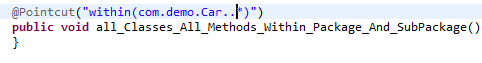 @Pointcut("within(com.demo.Car..*)")
public void all_Classes_All_Methods_Within_Package_And_SubPackage()
}